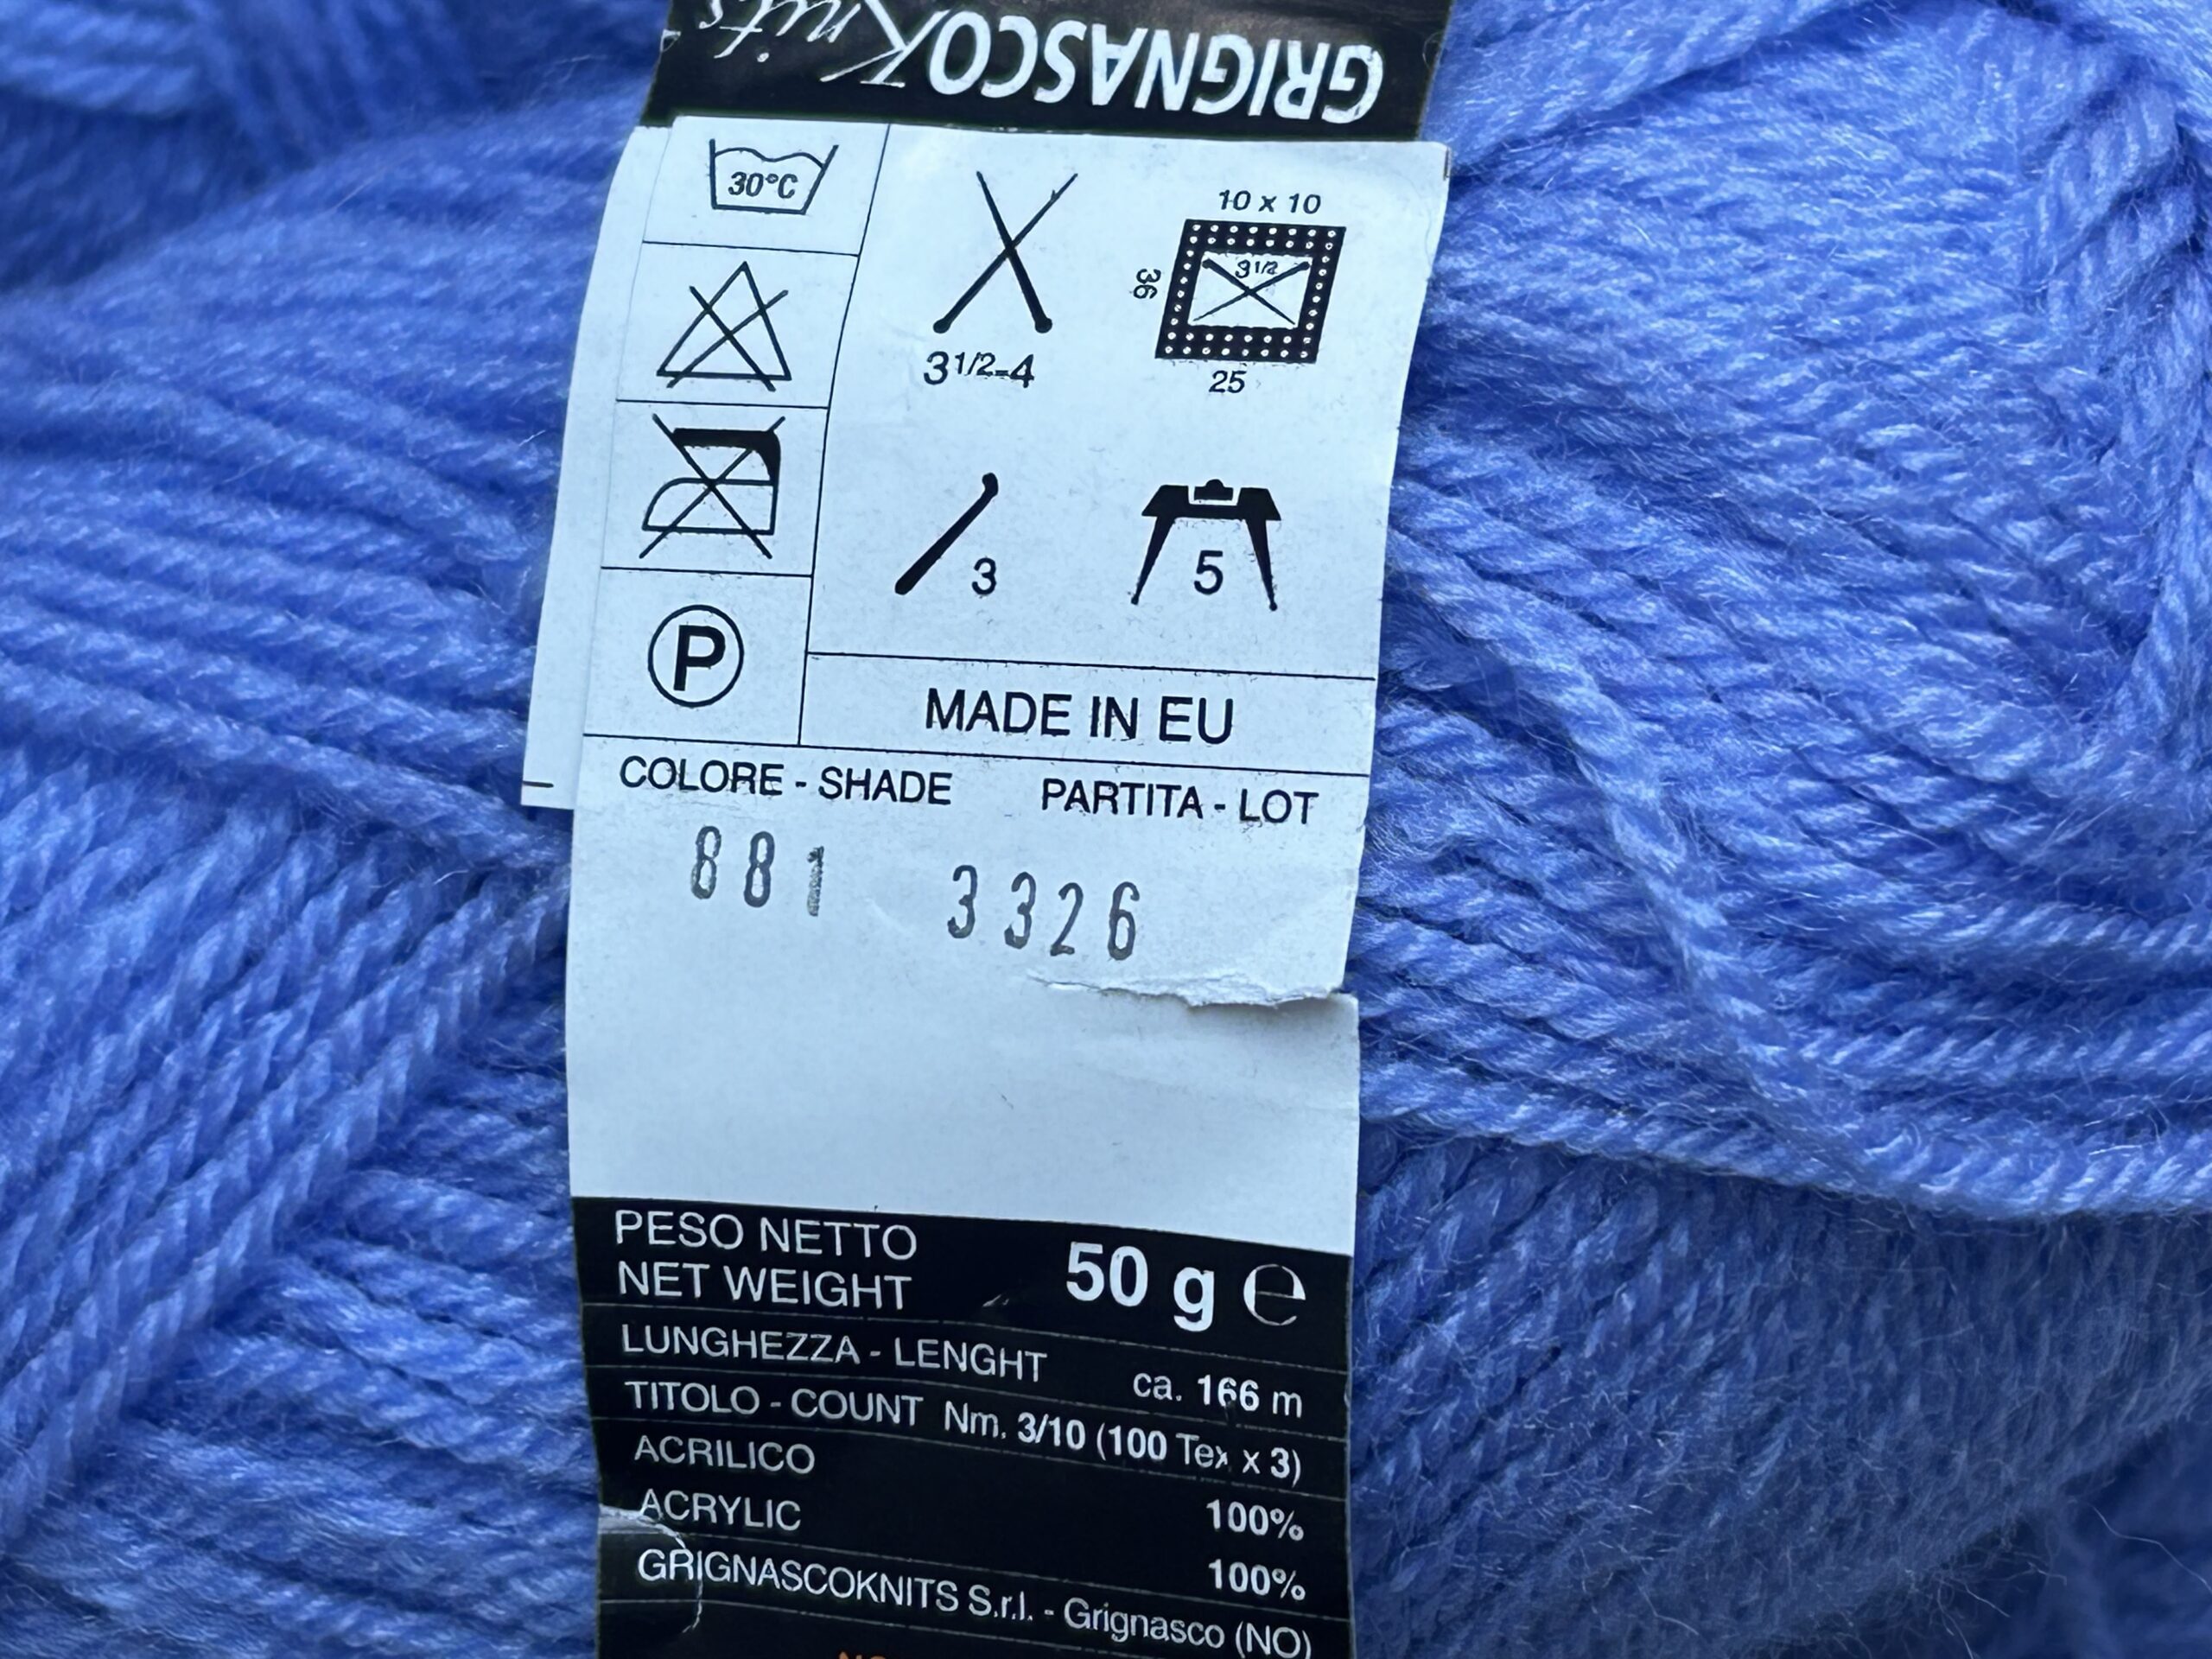 GRIGNASCOKnits
30°C
10 x 10
3 1/2
36
3 1/2-4
25
3
5
P
MADE IN EU
COLORE - SHADE PARTITA - LOT
881 3326
PESO NETTO
NET WEIGHT 50 g ℮
LUNGHEZZA - LENGHT ca. 166 m
TITOLO - COUNT Nm. 3/10 (100 Tex x 3)
ACRILICO 100%
ACRYLIC 100%
GRIGNASCOKNITS S.r.l. - Grignasco (NO)